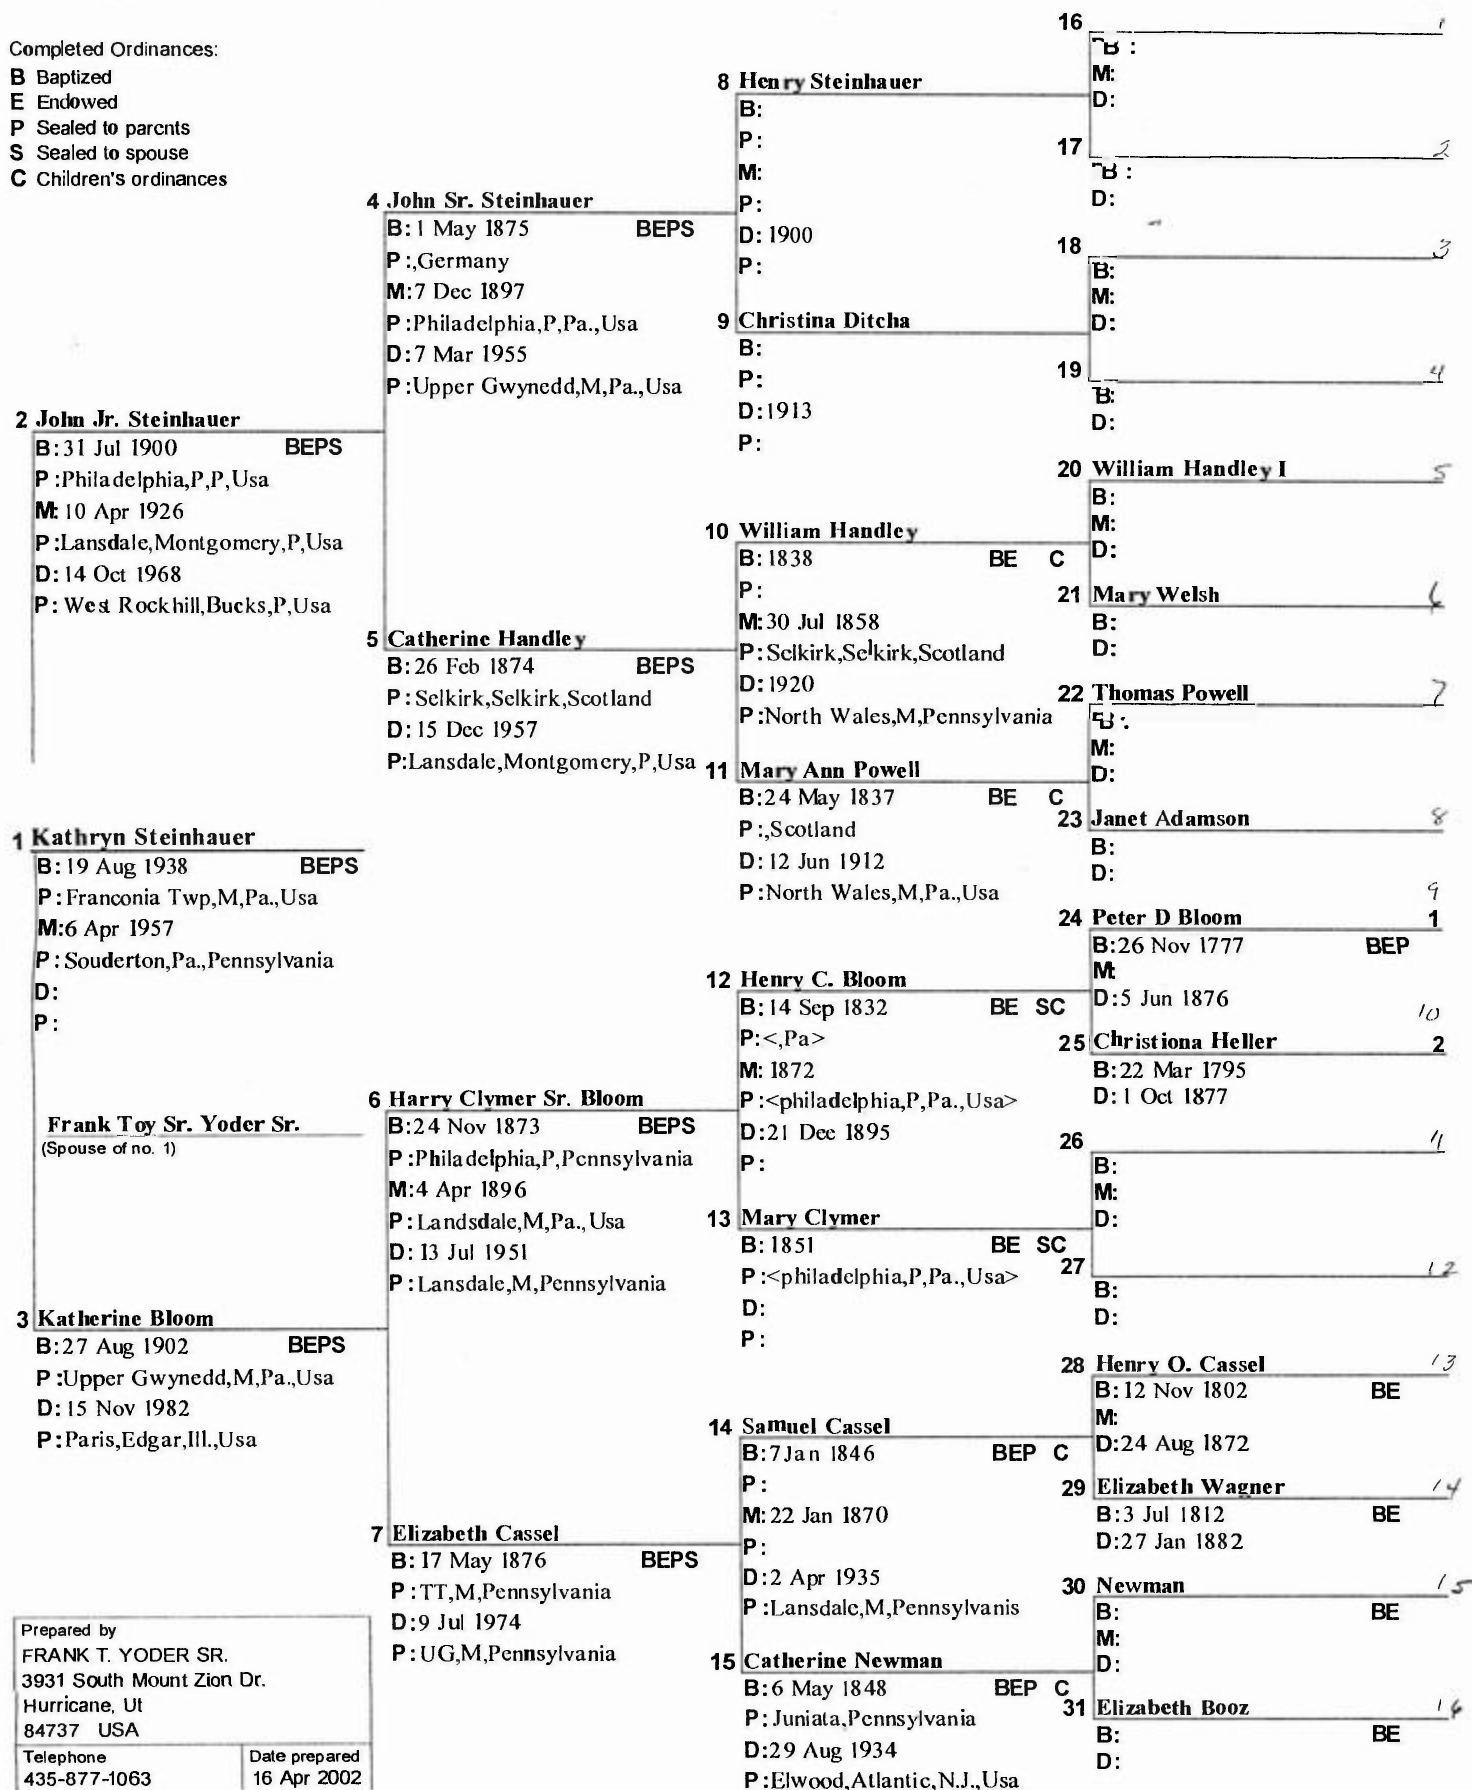 Completed Ordinances:
B Baptized
E Endowed
P Sealed to parents
S Sealed to spouse
C Children's ordinances
2 John Jr. Steinhauer
B: 31 Jul 1900 BEPS
P: Philadelphia,P,P,Usa
M: 10 Apr 1926
P: Lansdale,Montgomery,P,Usa
D: 14 Oct 1968
P: West Rockhill,Bucks,P,Usa
1 Kathryn Steinhauer
B: 19 Aug 1938 BEPS
P: Franconia Twp,M,Pa.,Usa
M: 6 Apr 1957
P: Souderton,Pa.,Pennsylvania
D:
P:
Frank Toy Sr. Yoder Sr.
(Spouse of no. 1)
3 Katherine Bloom
B: 27 Aug 1902 BEPS
P: Upper Gwynedd,M,Pa.,Usa
D: 15 Nov 1982
P: Paris,Edgar,Ill.,Usa
Prepared by
FRANK T. YODER SR.
3931 South Mount Zion Dr.
Hurricane, Ut
84737 USA
Telephone
435-877-1063
Date prepared
16 Apr 2002
4 John Sr. Steinhauer
B: 1 May 1875 BEPS
P: ,Germany
M: 7 Dec 1897
P: Philadelphia,P,Pa.,Usa
D: 7 Mar 1955
P: Upper Gwynedd,M,Pa.,Usa
5 Catherine Handley
B: 26 Feb 1874 BEPS
P: Selkirk,Selkirk,Scotland
D: 15 Dec 1957
P: Lansdale,Montgomery,P,Usa
6 Harry Clymer Sr. Bloom
B: 24 Nov 1873 BEPS
P: Philadelphia,P,Pennsylvania
M: 4 Apr 1896
P: Landsdale,M,Pa., Usa
D: 13 Jul 1951
P: Lansdale,M,Pennsylvania
7 Elizabeth Cassel
B: 17 May 1876 BEPS
P: TT,M,Pennsylvania
D: 9 Jul 1974
P: UG,M,Pennsylvania
8 Henry Steinhauer
B:
P:
M:
P:
D: 1900
P:
9 Christina Ditcha
B:
P:
D: 1913
P:
10 William Handley
B: 1838 BE C
P:
M: 30 Jul 1858
P: Selkirk,Selkirk,Scotland
D: 1920
P: North Wales,M,Pennsylvania
11 Mary Ann Powell
B: 24 May 1837 BE C
P: ,Scotland
D: 12 Jun 1912
P: North Wales,M,Pa.,Usa
12 Henry C. Bloom
B: 14 Sep 1832 BE SC
P: <,Pa>
M: 1872
P: <philadelphia,P,Pa.,Usa>
D: 21 Dec 1895
P:
13 Mary Clymer
B: 1851 BE SC
P: <philadelphia,P,Pa.,Usa>
D:
P:
14 Samuel Cassel
B: 7Jan 1846 BEP C
P:
M: 22 Jan 1870
P:
D: 2 Apr 1935
P: Lansdale,M,Pennsylvanis
15 Catherine Newman
B: 6 May 1848 BEP C
P: Juniata,Pennsylvania
D: 29 Aug 1934
P: Elwood,Atlantic,N.J.,Usa
16 1
B:
M:
D:
17 2
B:
D:
18 3
B:
M:
D:
19 4
B:
D:
20 William Handley I 5
B:
M:
D:
21 Mary Welsh 6
B:
D:
22 Thomas Powell 7
B:
M:
D:
23 Janet Adamson 8
B:
D:
9
24 Peter D Bloom 1
B: 26 Nov 1777 BEP
M:
D: 5 Jun 1876
10
25 Christiona Heller 2
B: 22 Mar 1795
D: 1 Oct 1877
26 11
B:
M:
D:
27 12
B:
D:
28 Henry O. Cassel 13
B: 12 Nov 1802 BE
M:
D: 24 Aug 1872
29 Elizabeth Wagner 14
B: 3 Jul 1812 BE
D: 27 Jan 1882
30 Newman 15
B: BE
M:
D:
31 Elizabeth Booz 16
B: BE
D: